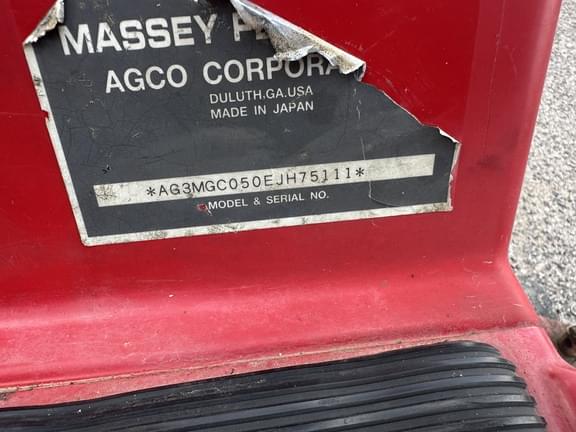 MASSEY
AGCO CORPORA
DULUTH.GA.USA
MADE IN JAPAN
*AG3MGC050EJH75111*
MODEL & SERIAL NO.